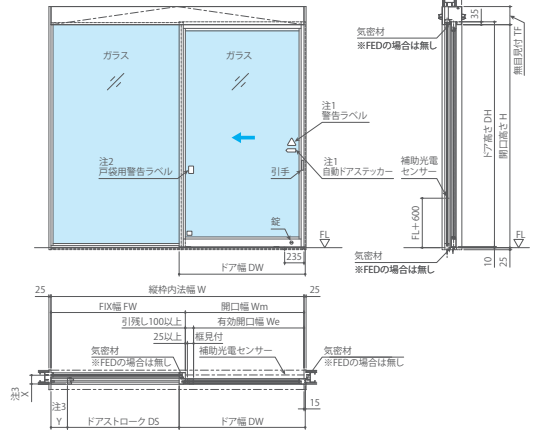 ガラス
ガラス
注1
警告ラベル
注2
戸袋用警告ラベル
引手
注1
自動ドアステッカー
錠
FL
235
ドア幅 DW
気密材
※FEDの場合は無し
35
無目見付 TF
ドア高さ DH
開口高さ H
補助光電
センサー
FL+600
FL
気密材
※FEDの場合は無し
10
25
25
縦枠内法幅 W
25
FIX幅 FW
開口幅 Wm
引残し100以上
有効開口幅 We
25以上
框見付
気密材
※FEDの場合は無し
補助光電センサー
気密材
※FEDの場合は無し
注3
X
注3
Y
ドアストローク DS
ドア幅 DW
15